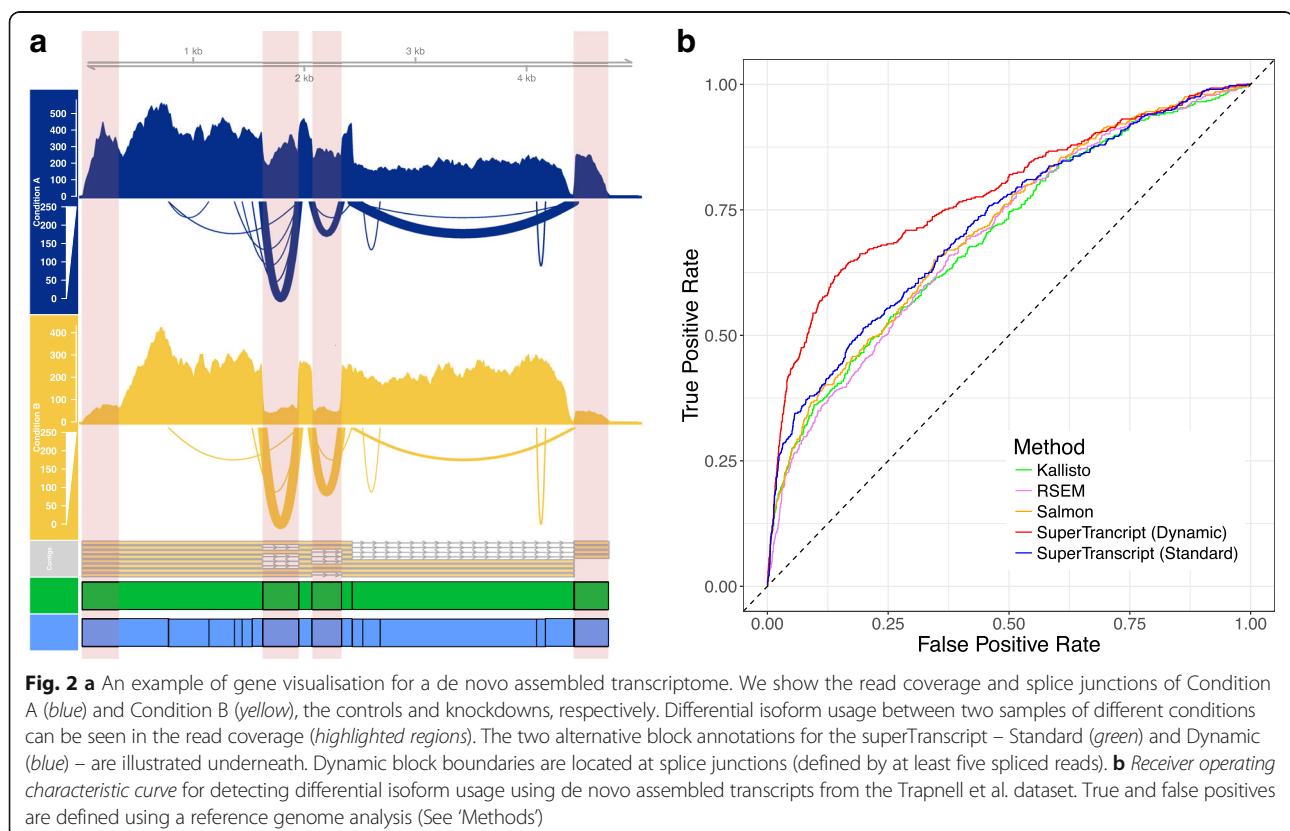 a
1 kb
3 kb
2 kb
4 kb
Condition A
500
400
300
200
100
0
250
200
150
100
50
0
Condition B
400
300
200
100
0
250
200
150
100
50
0
Contigs
b
True Positive Rate
1.00
0.75
0.50
0.25
0.00
0.00
0.25
0.50
0.75
1.00
False Positive Rate
Method
Kallisto
RSEM
Salmon
SuperTrancript (Dynamic)
SuperTranscript (Standard)
Fig. 2 a An example of gene visualisation for a de novo assembled transcriptome. We show the read coverage and splice junctions of Condition
A (blue) and Condition B (yellow), the controls and knockdowns, respectively. Differential isoform usage between two samples of different conditions
can be seen in the read coverage (highlighted regions). The two alternative block annotations for the superTranscript – Standard (green) and Dynamic
(blue) – are illustrated underneath. Dynamic block boundaries are located at splice junctions (defined by at least five spliced reads). b Receiver operating
characteristic curve for detecting differential isoform usage using de novo assembled transcripts from the Trapnell et al. dataset. True and false positives
are defined using a reference genome analysis (See ‘Methods’)